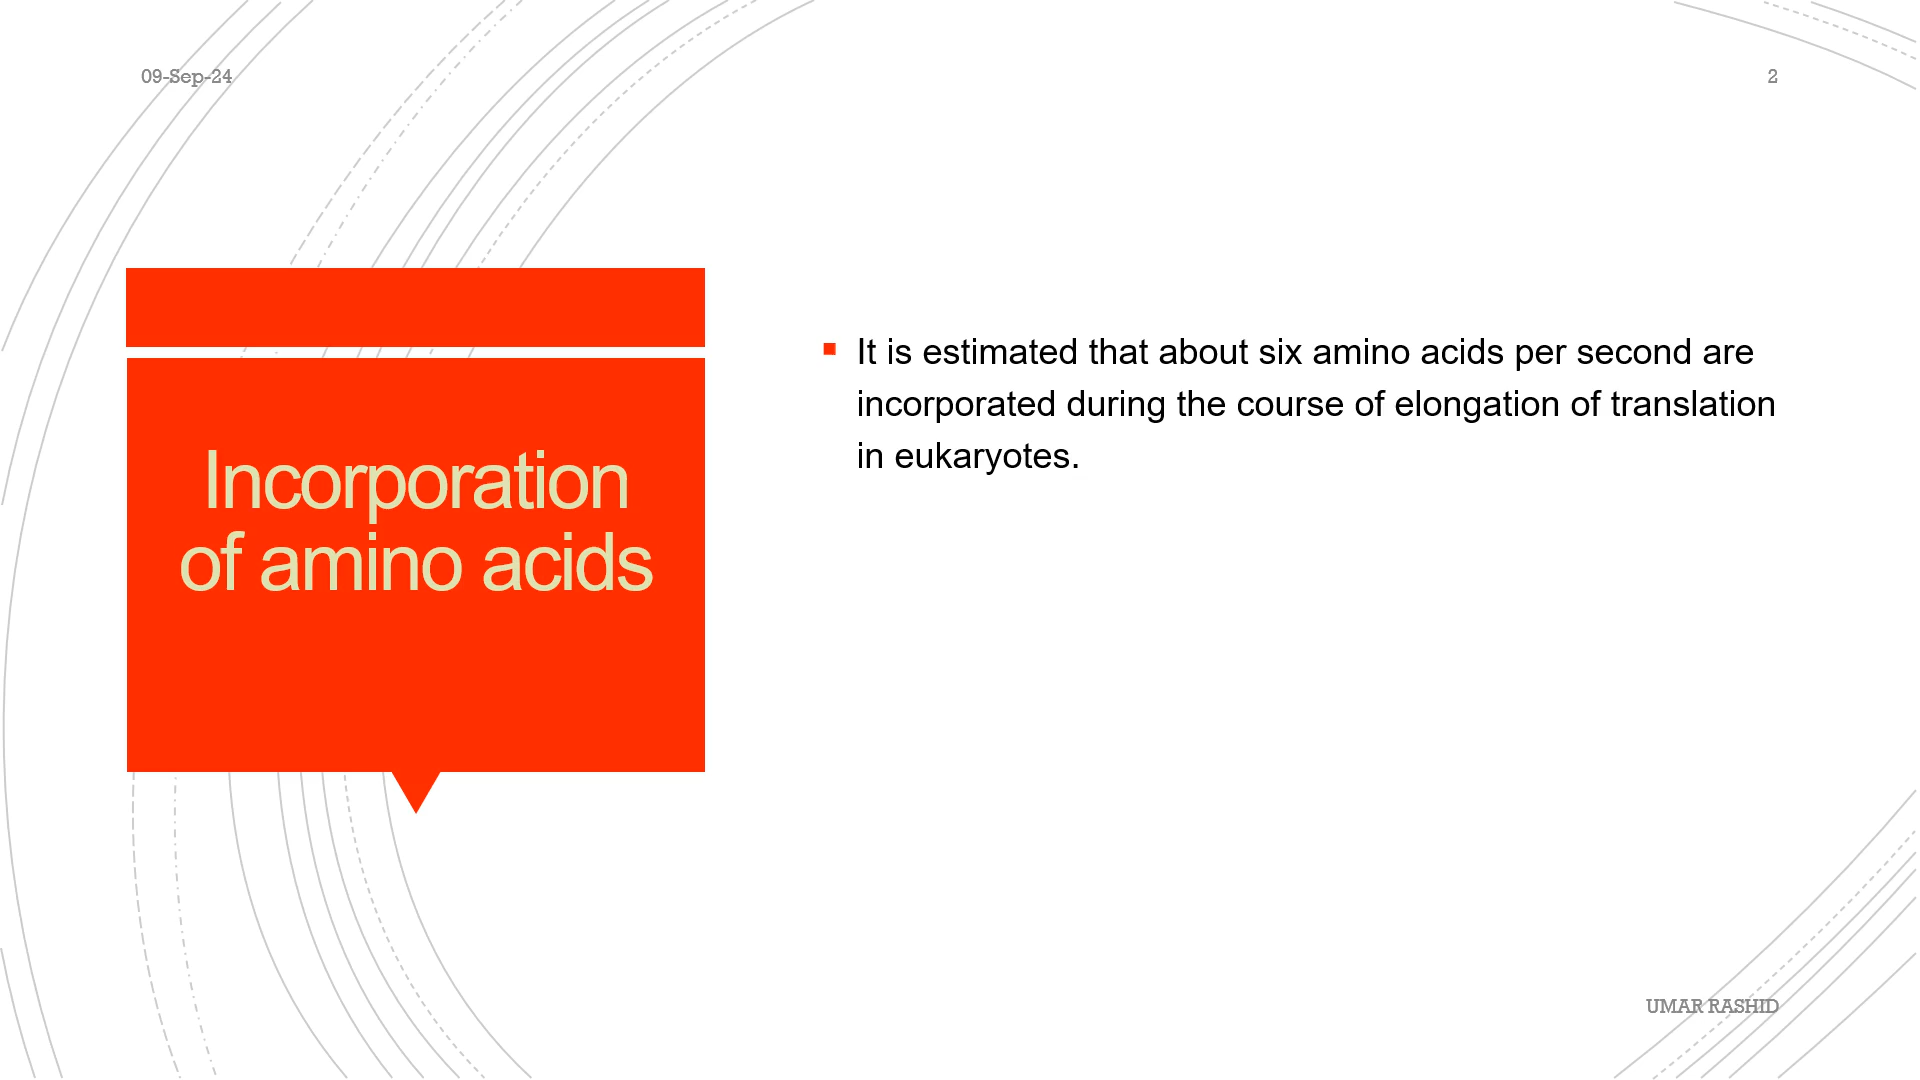 09-Sep-24
2
Incorporation
of amino acids
It is estimated that about six amino acids per second are
incorporated during the course of elongation of translation
in eukaryotes.
UMAR RASHID